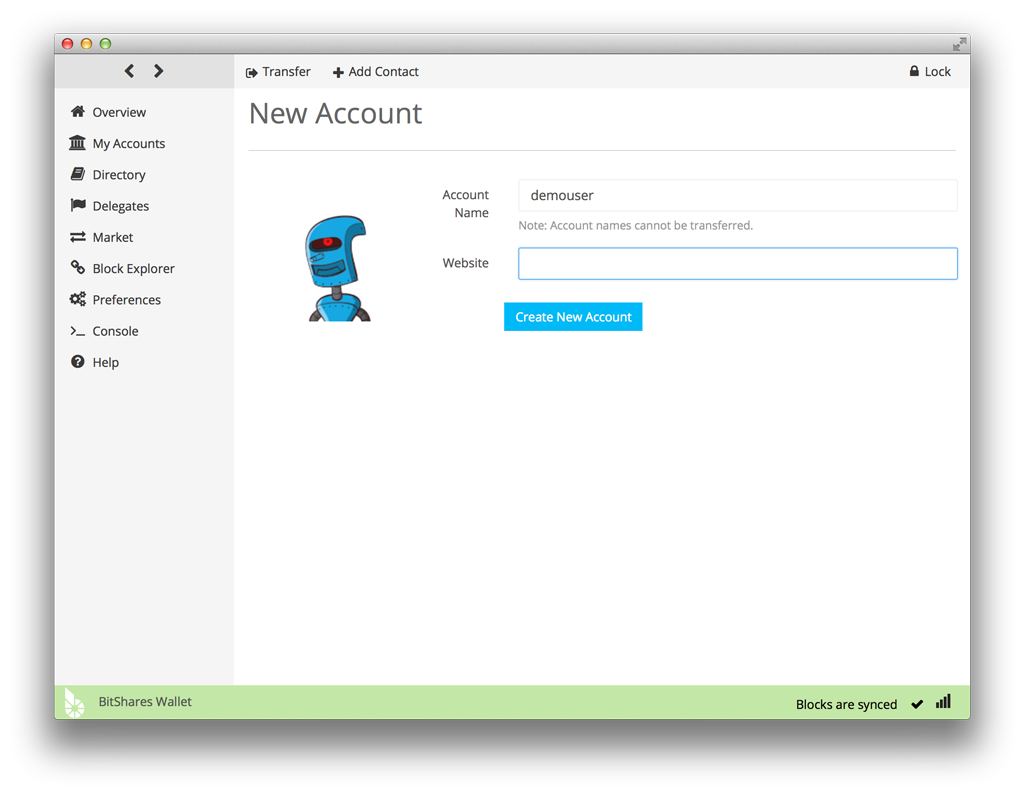 Transfer
Add Contact
Lock
Overview
My Accounts
Directory
Delegates
Market
Block Explorer
Preferences
Console
Help
New Account
Account
Name
demouser
Note: Account names cannot be transferred.
Website
Create New Account
BitShares Wallet
Blocks are synced